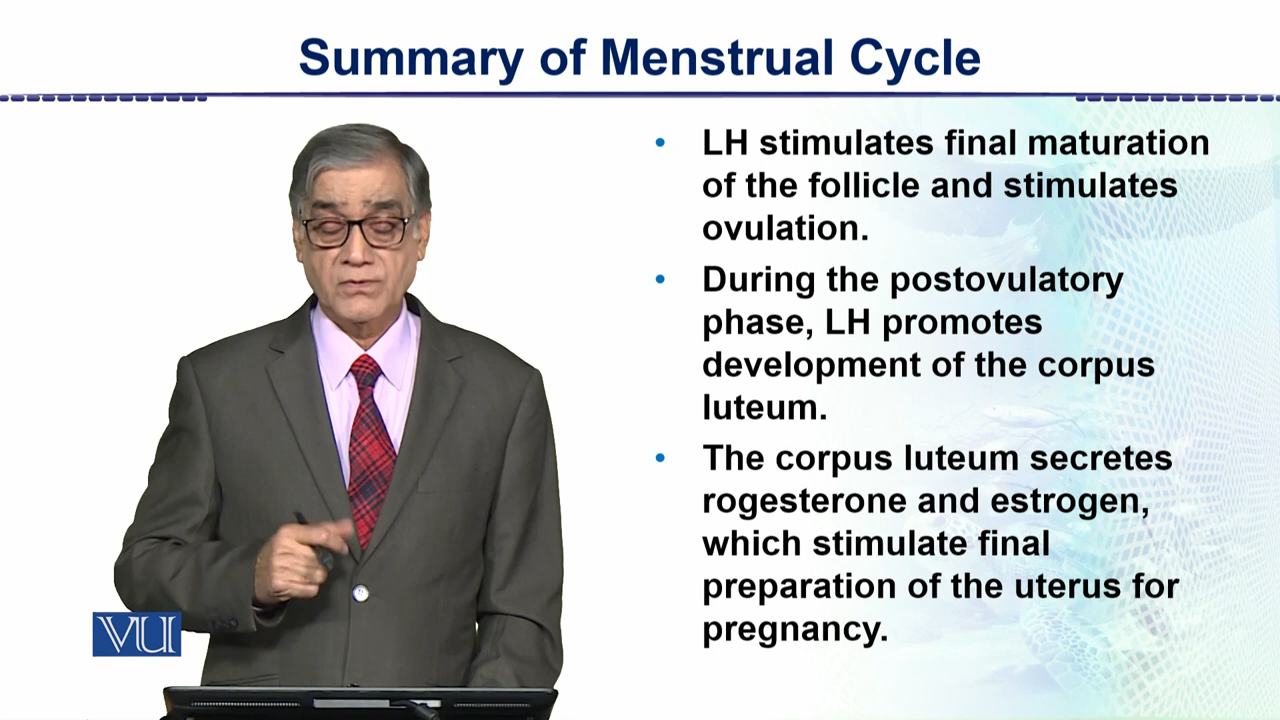 Summary of Menstrual Cycle
• LH stimulates final maturation
of the follicle and stimulates
ovulation.
• During the postovulatory
phase, LH promotes
development of the corpus
luteum.
• The corpus luteum secretes
rogesterone and estrogen,
which stimulate final
preparation of the uterus for
pregnancy.
VU